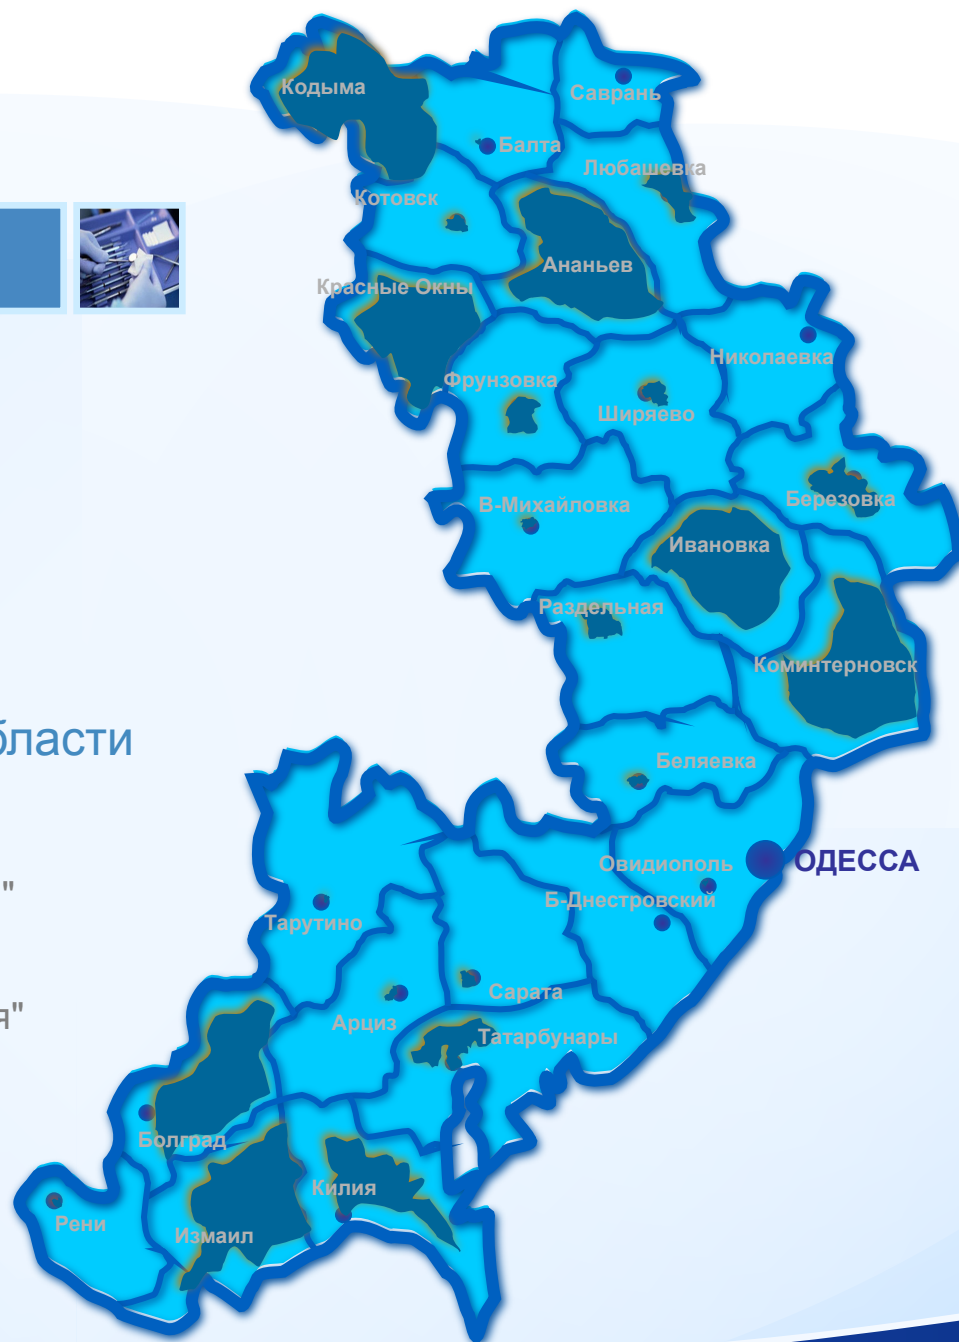 Кодыма
Саврань
Балта
Любашевка
Котовск
Ананьев
Красные Окны
Николаевка
Фрунзовка
Ширяево
Березовка
В-Михайловка
Ивановка
Раздельная
Коминтерновск
бласти
Беляевка
Овидиополь
ОДЕССА
"
Б-Днестровский
Тарутино
Сарата
я"
Арциз
Татарбунары
Болград
Килия
Рени
Измаил